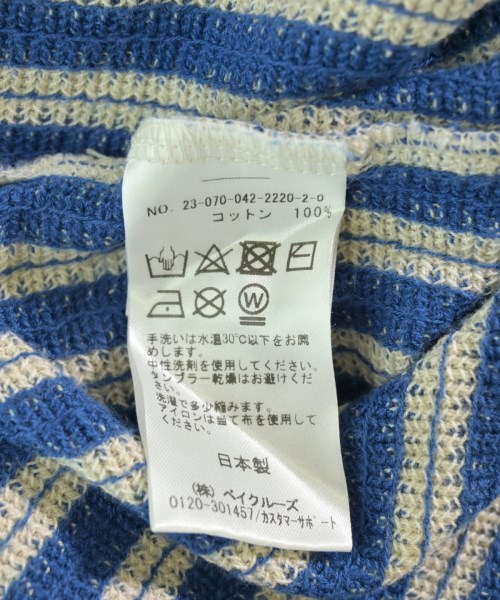 NO. 23-070-042-2220-2-0
コットン 100%
W
手洗いは水温30℃以下をお薦
めします。
中性洗剤を使用してください。
タンブラー乾燥はお避けくだ
さい。
洗濯で多少縮みます。
アイロンは当て布を使用して
ください。
日本製
(株) ベイクルーズ
0120-301457/カスタマーサポート